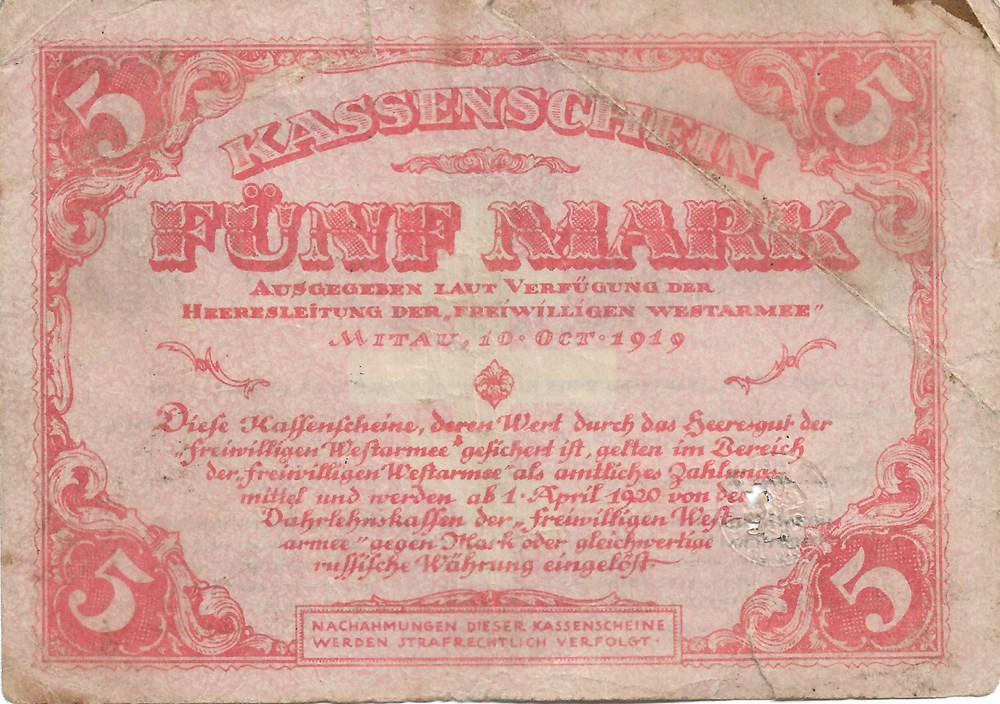 5 5
KASSENSCHEIN
FÜNF MARK
AUSGEGEBEN LAUT VERFÜGUNG DER
HEERESLEITUNG DER „FREIWILLIGEN WESTARMEE"
MITAU, 10·OCT·1919
Diese Kassenscheine, deren Wert durch das Heeresgut der
„freiwilligen Westarmee" gesichert ist, gelten im Bereich
der „freiwilligen Westarmee" als amtliches Zahlungs-
mittel und werden ab 1·April 1920 von den
Dahrlehnskassen der „freiwilligen West-
armee" gegen Mark oder gleichwertige
russische Währung eingelöst·
5 5
NACHAHMUNGEN DIESER KASSENSCHEINE
WERDEN STRAFRECHTLICH VERFOLGT·